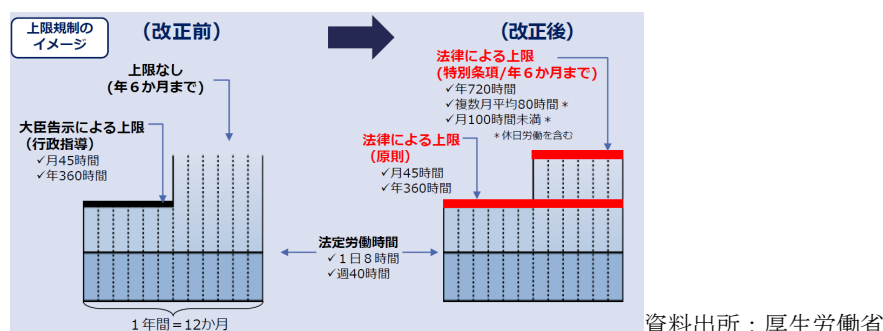 上限規制の
イメージ
（改正前）
（改正後）
上限なし
(年６か月まで)
大臣告示による上限
（行政指導）
✓月45時間
✓年360時間
法律による上限
(特別条項/年６か月まで)
✓年720時間
✓複数月平均80時間＊
✓月100時間未満＊
＊休日労働を含む
法律による上限
（原則）
✓月45時間
✓年360時間
法定労働時間
✓１日８時間
✓週40時間
１年間＝12か月
資料出所：厚生労働省